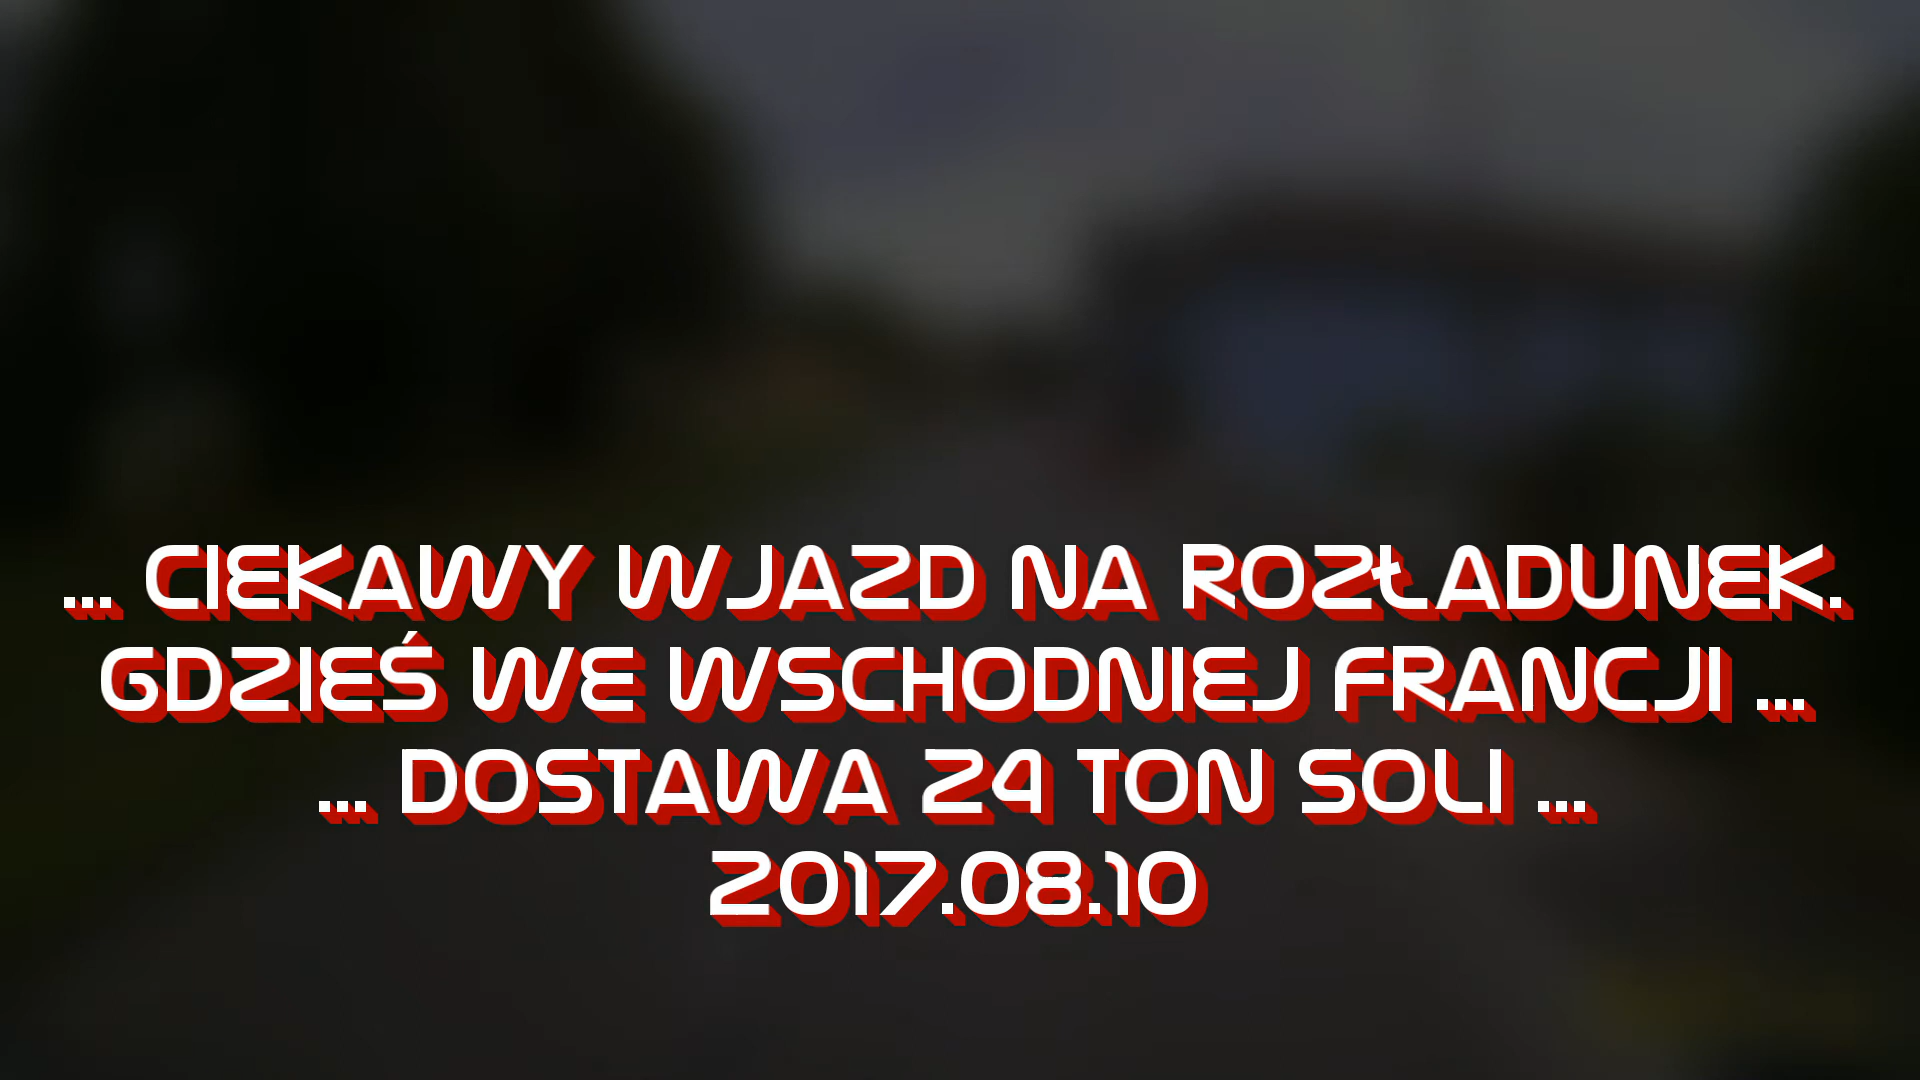 ... CIEKAWY WJAZD NA ROZŁADUNEK.
GDZIEŚ WE WSCHODNIEJ FRANCJI ...
... DOSTAWA 24 TON SOLI ...
2017.08.10